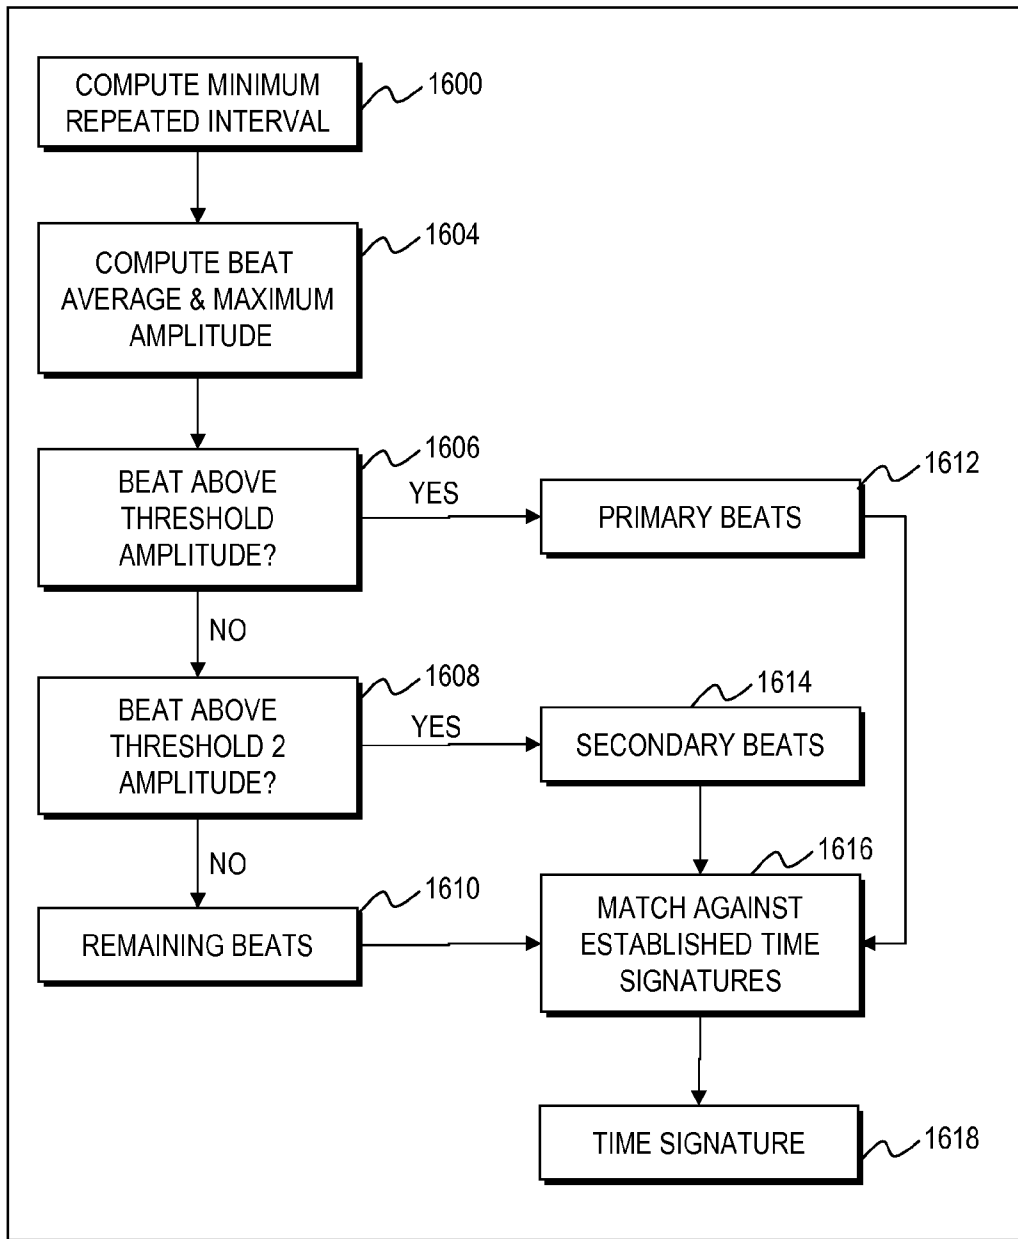 COMPUTE MINIMUM
REPEATED INTERVAL
1600
COMPUTE BEAT
AVERAGE & MAXIMUM
AMPLITUDE
1604
BEAT ABOVE
THRESHOLD
AMPLITUDE?
1606
YES
PRIMARY BEATS
1612
NO
BEAT ABOVE
THRESHOLD 2
AMPLITUDE?
1608
YES
SECONDARY BEATS
1614
NO
REMAINING BEATS
1610
MATCH AGAINST
ESTABLISHED TIME
SIGNATURES
1616
TIME SIGNATURE
1618